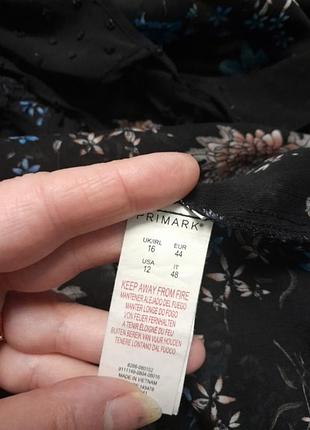 PRIMARK®
UK/IRL EUR
16 44
USA IT
12 48
KEEP AWAY FROM FIRE
MANTENER ALEJADO DEL FUEGO
MANTER LONGE DO FOGO
VON FEUER FERNHALTEN
A TENIR ÉLOIGNÉ DU FEU
BUITEN BEREIK VAN VUUR HOUDEN
TENERE LONTANO DAL FUOCO
MADE IN VIETNAM